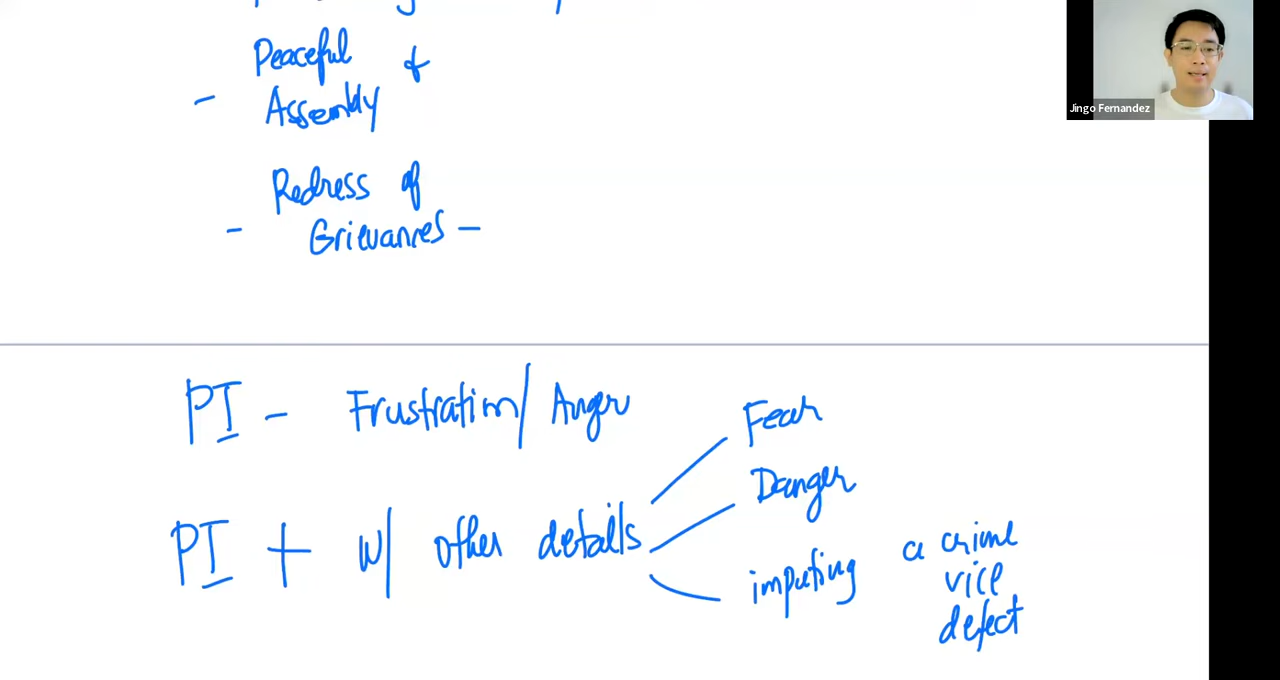 Peaceful &
- Assembly
Redress of
- Grievances -
PI - Frustration/Anger
PI + w/ other details
Fear
Danger
imputing a crime
vice
defect
Jingo Fernandez